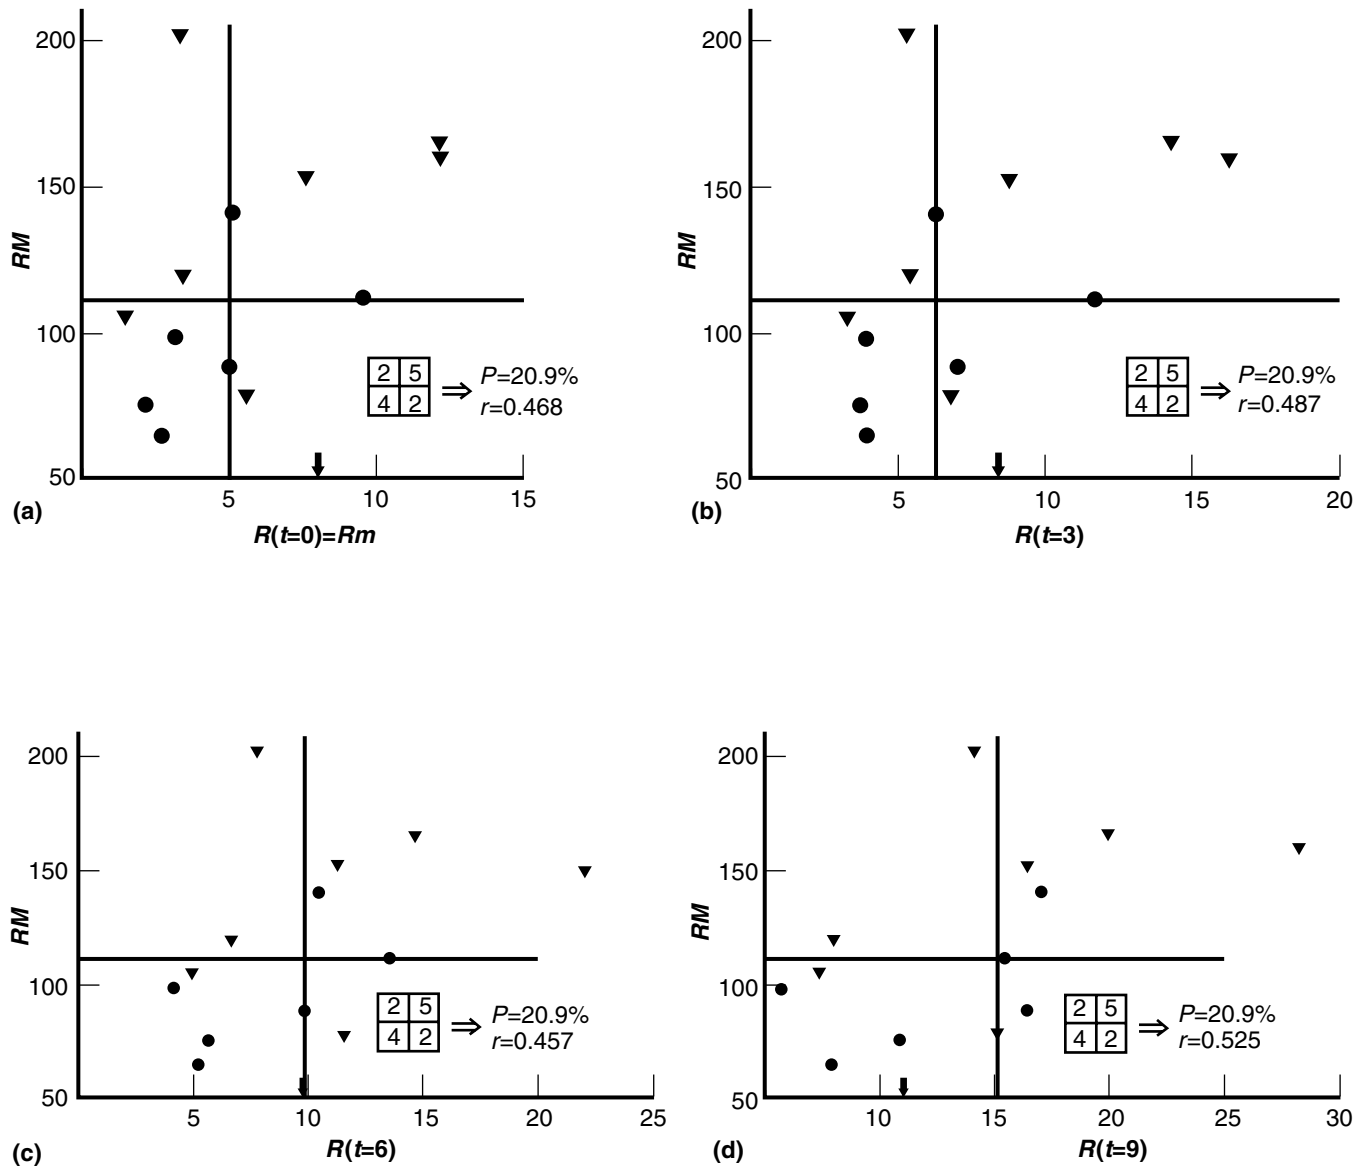 200
150
100
50
RM
2 5
4 2
⇒
P=20.9%
r=0.468
5 10 15
(a)
R(t=0)=Rm
200
150
100
50
RM
2 5
4 2
⇒
P=20.9%
r=0.487
5 10 15 20
(b)
R(t=3)
200
150
100
50
RM
2 5
4 2
⇒
P=20.9%
r=0.457
5 10 15 20 25
(c)
R(t=6)
200
150
100
50
RM
2 5
4 2
⇒
P=20.9%
r=0.525
10 15 20 25 30
(d)
R(t=9)